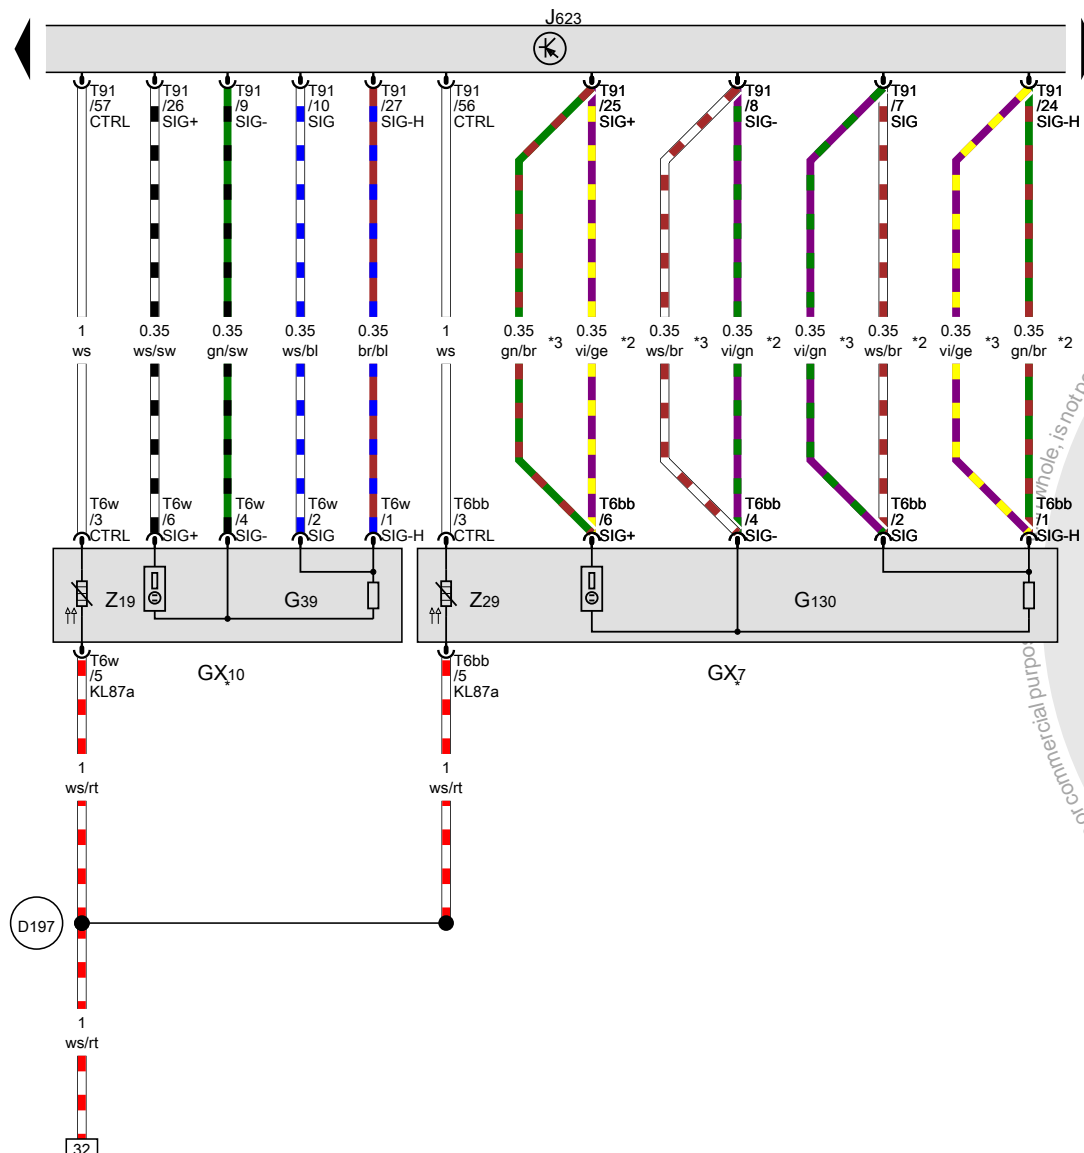 J623
T91 /57 CTRL
T91 /26 SIG+
T91 /9 SIG-
T91 /10 SIG
T91 /27 SIG-H
T91 /56 CTRL
T91 /25 SIG+
T91 /8 SIG-
T91 /7 SIG
T91 /24 SIG-H
1 0.35 0.35 0.35 0.35 1 0.35 *3 0.35 *2 0.35 *3 0.35 *2 0.35 *3 0.35 *2 0.35 *3 0.35 *2
ws ws/sw gn/sw ws/bl br/bl ws gn/br vi/ge ws/br vi/gn vi/gn ws/br vi/ge gn/br
T6w /3 CTRL
T6w /6 SIG+
T6w /4 SIG-
T6w /2 SIG
T6w /1 SIG-H
T6bb /3 CTRL
T6bb /6 SIG+
T6bb /4 SIG-
T6bb /2 SIG
T6bb /1 SIG-H
Z19 G39 Z29 G130
T6w /5 KL87a
GX10
*
T6bb /5 KL87a
GX7
*
1 1
ws/rt ws/rt
D197
1
ws/rt
32
whole, is not pe
or commercial purpos